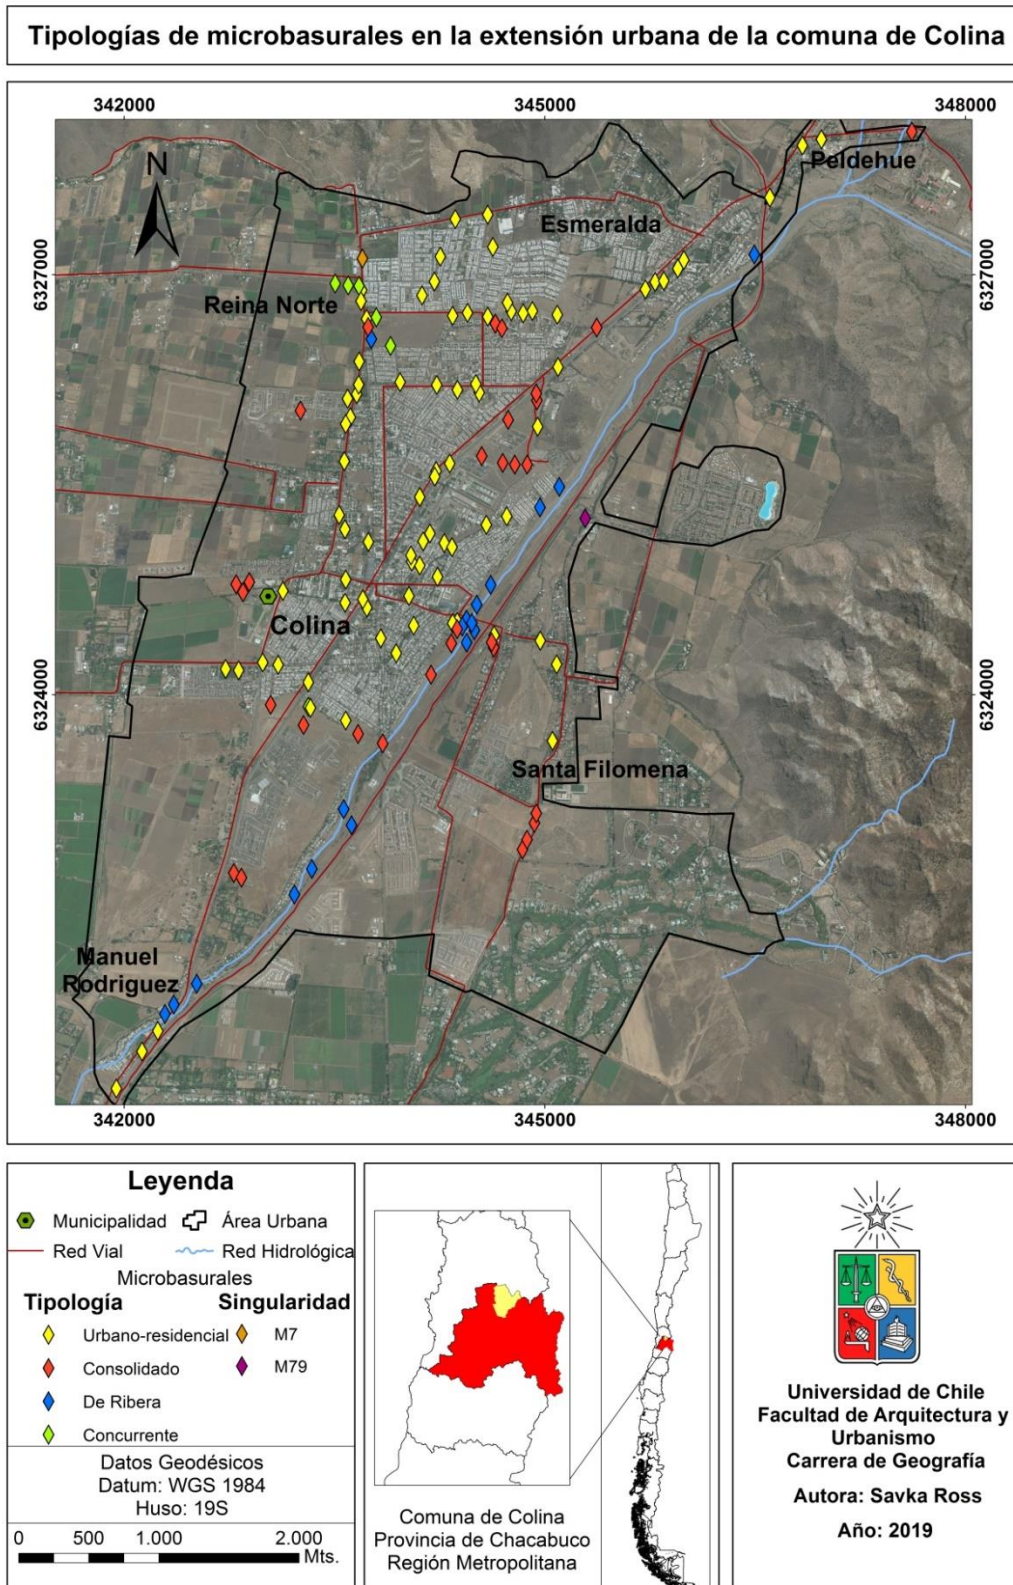 Tipologías de microbasurales en la extensión urbana de la comuna de Colina
342000 345000 348000
N
Peldehue
Esmeralda
6327000 6327000
Reina Norte
Colina
6324000 6324000
Santa Filomena
Manuel
Rodriguez
342000 345000 348000
Leyenda
Municipalidad Área Urbana
Red Vial Red Hidrológica
Microbasurales
Tipología Singularidad
Urbano-residencial M7
Consolidado M79
De Ribera
Concurrente
Datos Geodésicos
Datum: WGS 1984
Huso: 19S
0 500 1.000 2.000
Mts.
Comuna de Colina
Provincia de Chacabuco
Región Metropolitana
Universidad de Chile
Facultad de Arquitectura y
Urbanismo
Carrera de Geografía
Autora: Savka Ross
Año: 2019